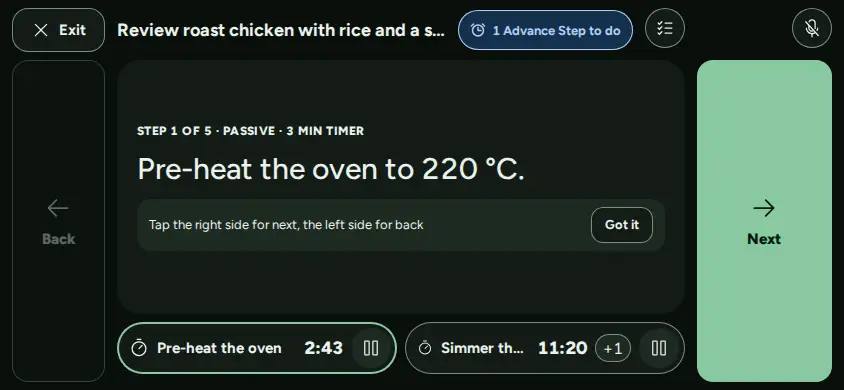 Exit
Review roast chicken with rice and a s...
1 Advance Step to do
STEP 1 OF 5 · PASSIVE · 3 MIN TIMER
Pre-heat the oven to 220 °C.
Tap the right side for next, the left side for back
Got it
Back
Next
Pre-heat the oven
2:43
Simmer th...
11:20
+1